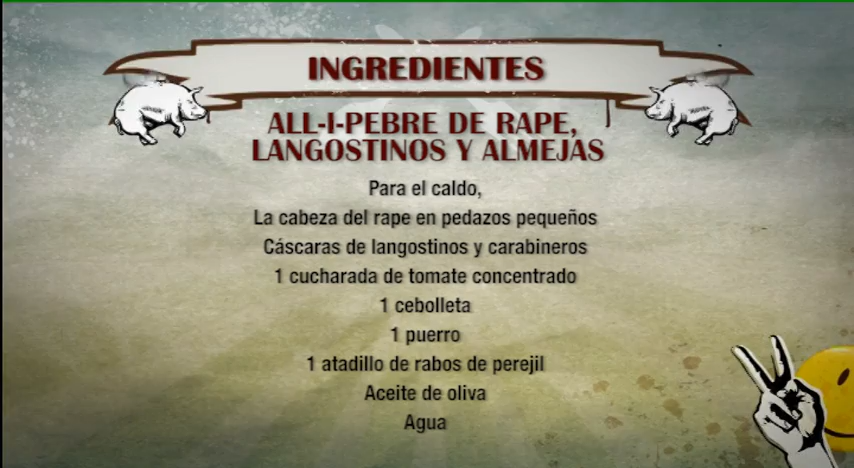 INGREDIENTES
ALL-I-PEBRE DE RAPE,
LANGOSTINOS Y ALMEJAS
Para el caldo,
La cabeza del rape en pedazos pequeños
Cáscaras de langostinos y carabineros
1 cucharada de tomate concentrado
1 cebolleta
1 puerro
1 atadillo de rabos de perejil
Aceite de oliva
Agua